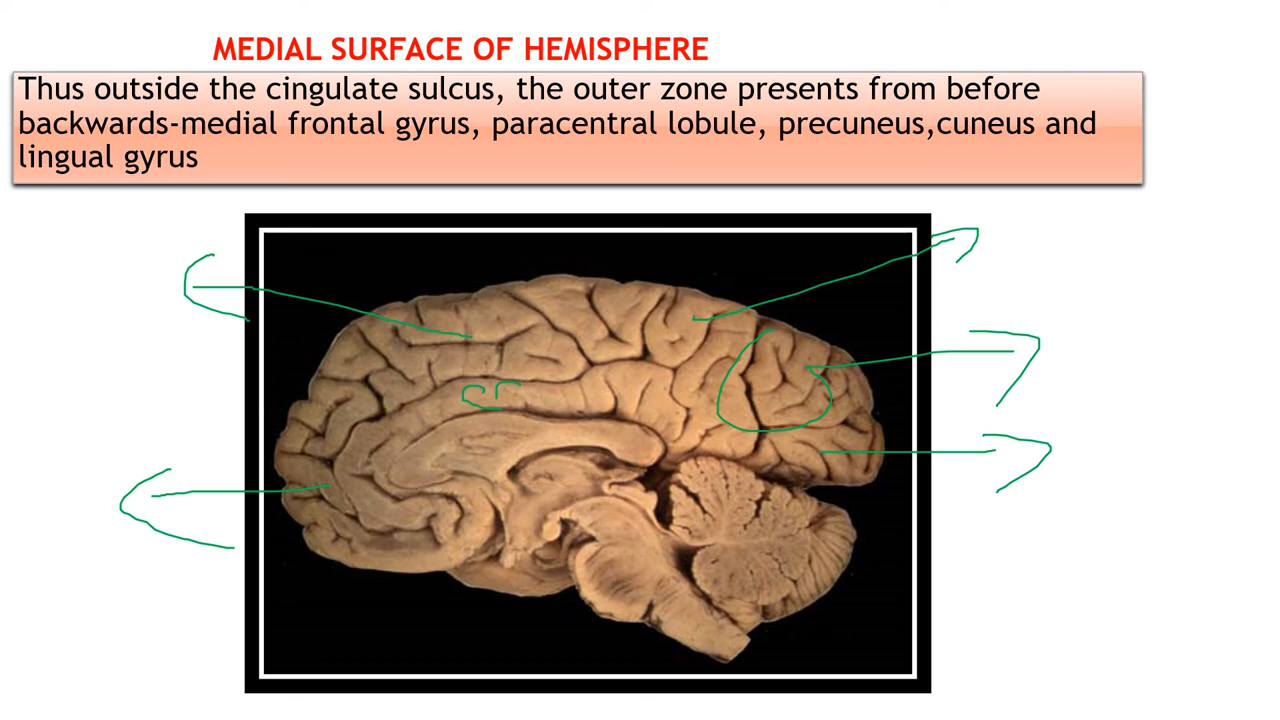 MEDIAL SURFACE OF HEMISPHERE
Thus outside the cingulate sulcus, the outer zone presents from before
backwards-medial frontal gyrus, paracentral lobule, precuneus,cuneus and
lingual gyrus